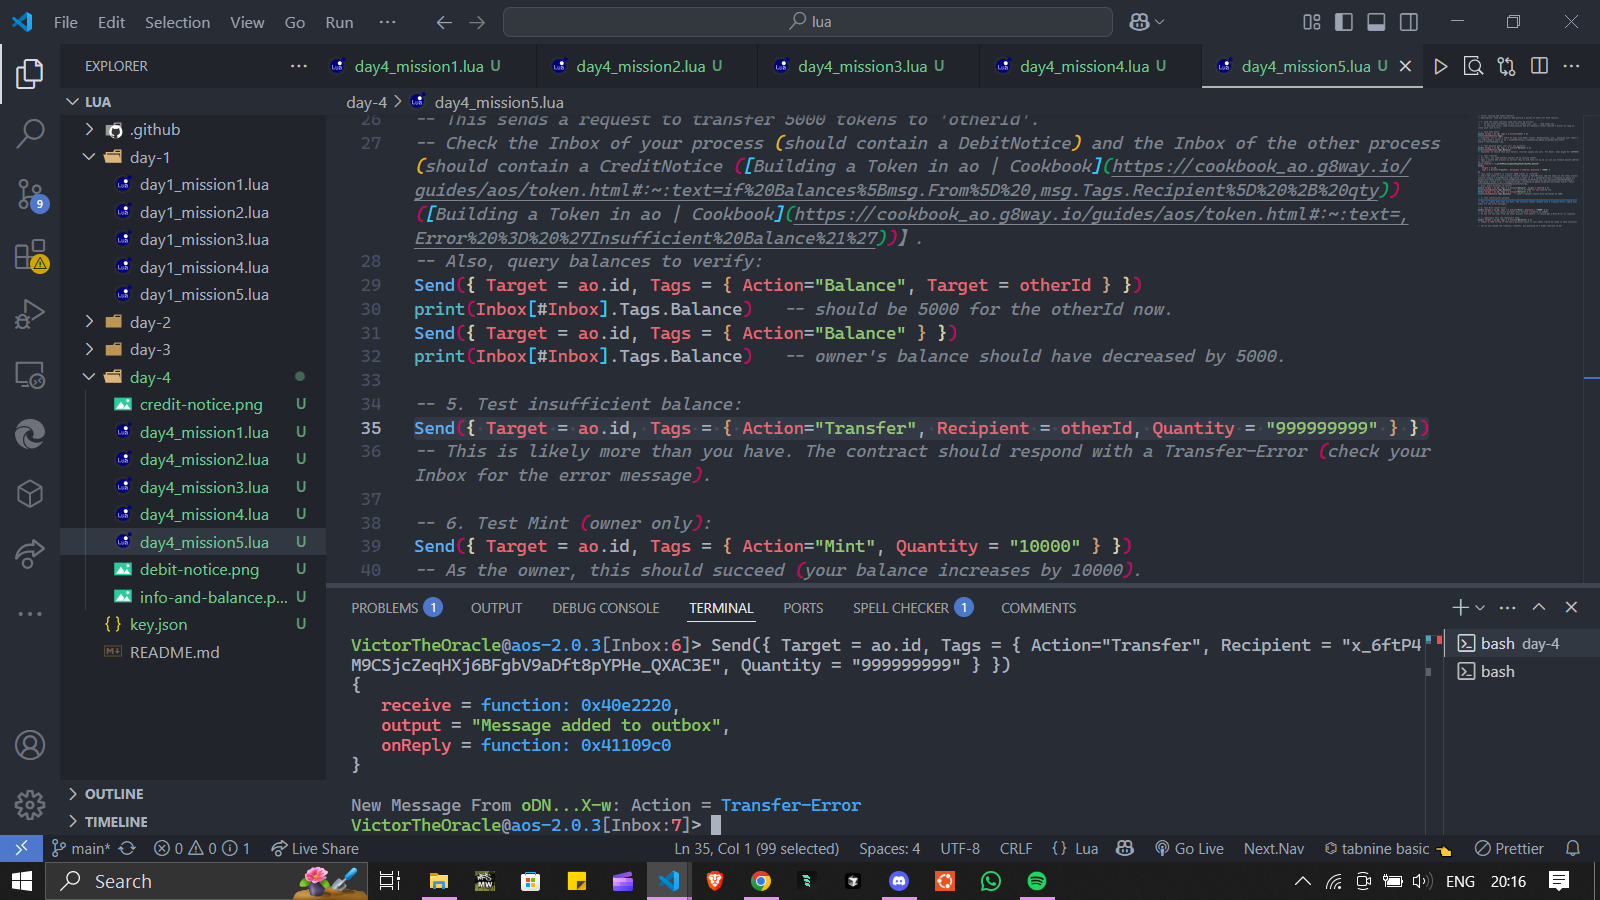 File Edit Selection View Go Run ··· lua
EXPLORER ···
day4_mission1.lua U day4_mission2.lua U day4_mission3.lua U day4_mission4.lua U day4_mission5.lua U
LUA
.github
day-1
day1_mission1.lua
day1_mission2.lua
day1_mission3.lua
day1_mission4.lua
day1_mission5.lua
day-2
day-3
day-4
credit-notice.png U
day4_mission1.lua U
day4_mission2.lua U
day4_mission3.lua U
day4_mission4.lua U
day4_mission5.lua U
debit-notice.png U
info-and-balance.p... U
{} key.json U
README.md
OUTLINE
TIMELINE
9
day-4 > day4_mission5.lua
26 -- This sends a request to transfer 5000 tokens to 'otherId'.
27 -- Check the Inbox of your process (should contain a DebitNotice) and the Inbox of the other process
(should contain a CreditNotice ([Building a Token in ao | Cookbook](https://cookbook_ao.g8way.io/
guides/aos/token.html#:~:text=if%20Balances%5Bmsg.From%5D%20,msg.Tags.Recipient%5D%20%2B%20qty))
([Building a Token in ao | Cookbook](https://cookbook_ao.g8way.io/guides/aos/token.html#:~:text=,
Error%20%3D%20%27Insufficient%20Balance%21%27))】.
28 -- Also, query balances to verify:
29 Send({ Target = ao.id, Tags = { Action="Balance", Target = otherId } })
30 print(Inbox[#Inbox].Tags.Balance) -- should be 5000 for the otherId now.
31 Send({ Target = ao.id, Tags = { Action="Balance" } })
32 print(Inbox[#Inbox].Tags.Balance) -- owner's balance should have decreased by 5000.
33
34 -- 5. Test insufficient balance:
35 Send({ Target = ao.id, Tags = { Action="Transfer", Recipient = otherId, Quantity = "999999999" } })
36 -- This is likely more than you have. The contract should respond with a Transfer-Error (check your
Inbox for the error message).
37
38 -- 6. Test Mint (owner only):
39 Send({ Target = ao.id, Tags = { Action="Mint", Quantity = "10000" } })
40 -- As the owner, this should succeed (your balance increases by 10000).
PROBLEMS 1 OUTPUT DEBUG CONSOLE TERMINAL PORTS SPELL CHECKER 1 COMMENTS
VictorTheOracle@aos-2.0.3[Inbox:6]> Send({ Target = ao.id, Tags = { Action="Transfer", Recipient = "x_6ftP4
M9CSjcZeqHXj6BFgbV9aDft8pYPHe_QXAC3E", Quantity = "999999999" } })
{
receive = function: 0x40e2220,
output = "Message added to outbox",
onReply = function: 0x41109c0
}
New Message From oDN...X-w: Action = Transfer-Error
VictorTheOracle@aos-2.0.3[Inbox:7]>
bash day-4
bash
main* 0 0 1 Live Share Ln 35, Col 1 (99 selected) Spaces: 4 UTF-8 CRLF {} Lua Go Live Next.Nav tabnine basic Prettier
Search ENG 20:16